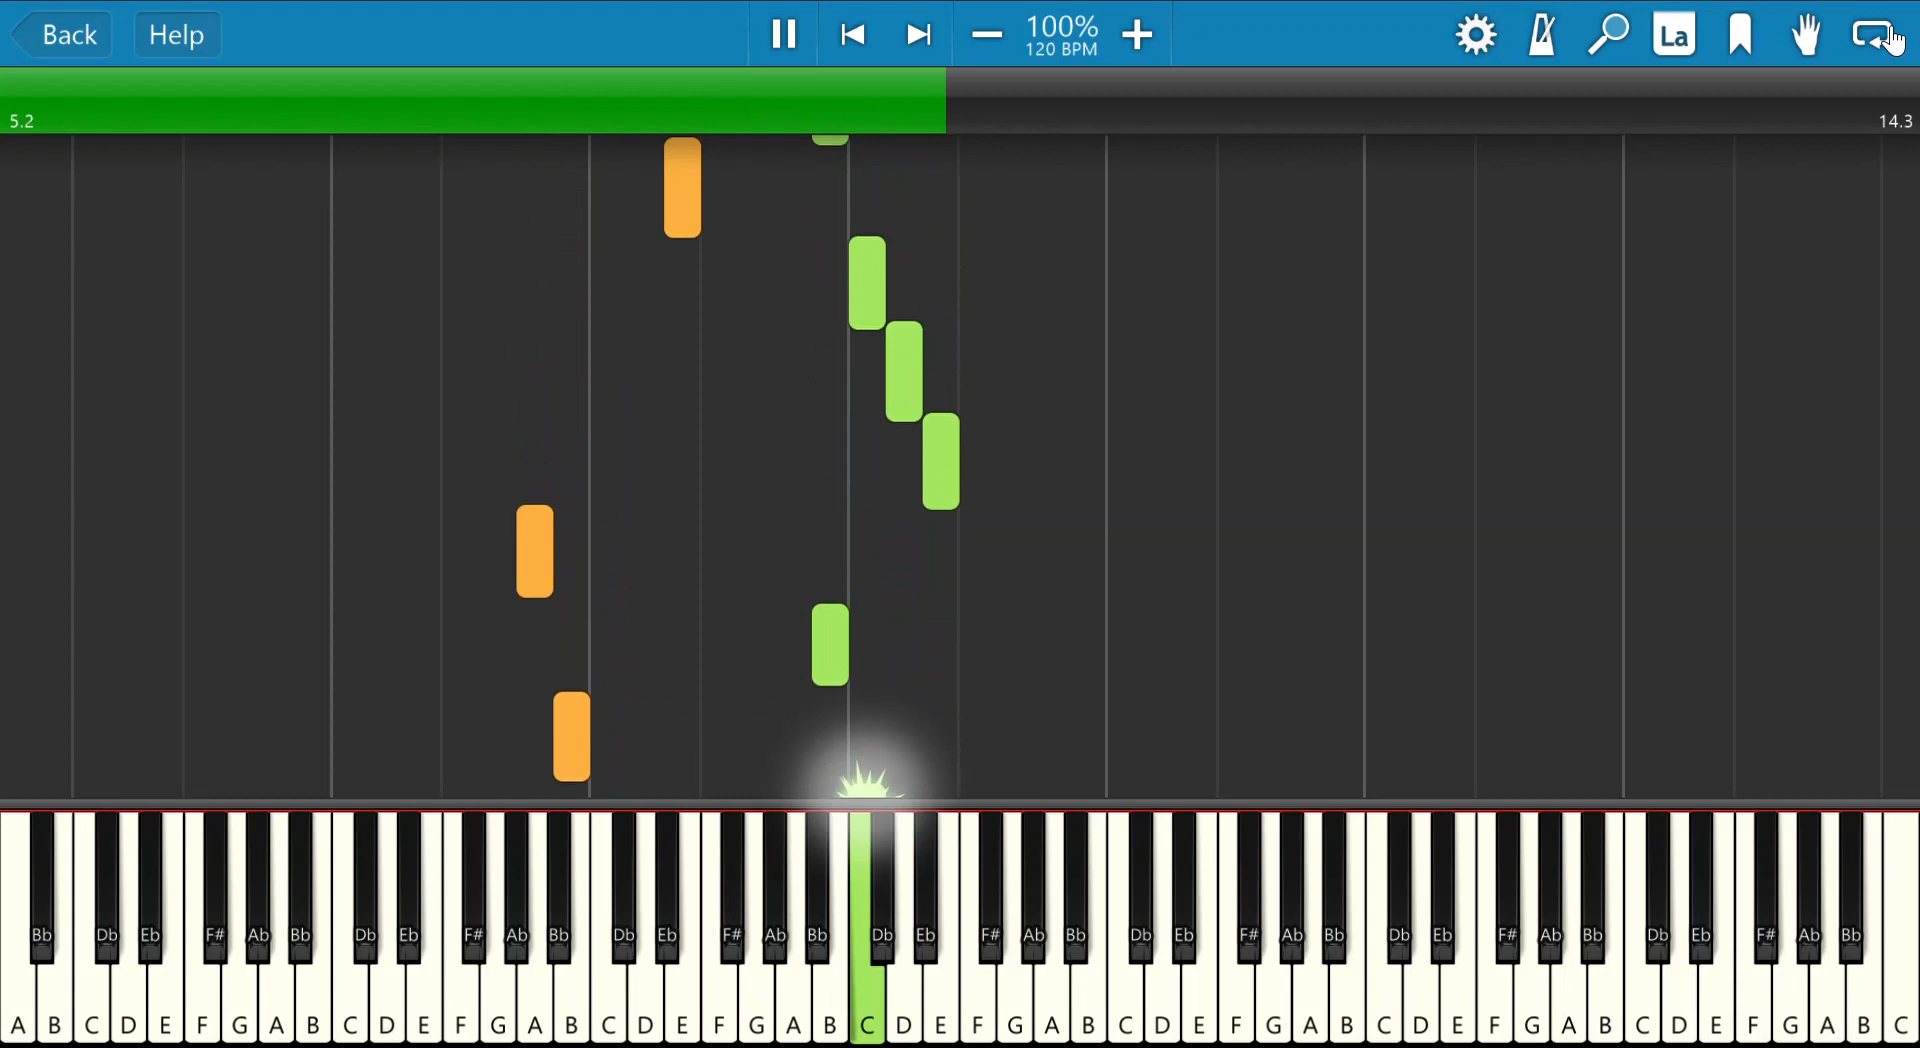 Back Help 100% La
120 BPM
5.2 14.3
Bb Db Eb F# Ab Bb Db Eb F# Ab Bb Db Eb F# Ab Bb Db Eb F# Ab Bb Db Eb F# Ab Bb Db Eb F# Ab Bb Db Eb F# Ab Bb
A B C D E F G A B C D E F G A B C D E F G A B C D E F G A B C D E F G A B C D E F G A B C D E F G A B C